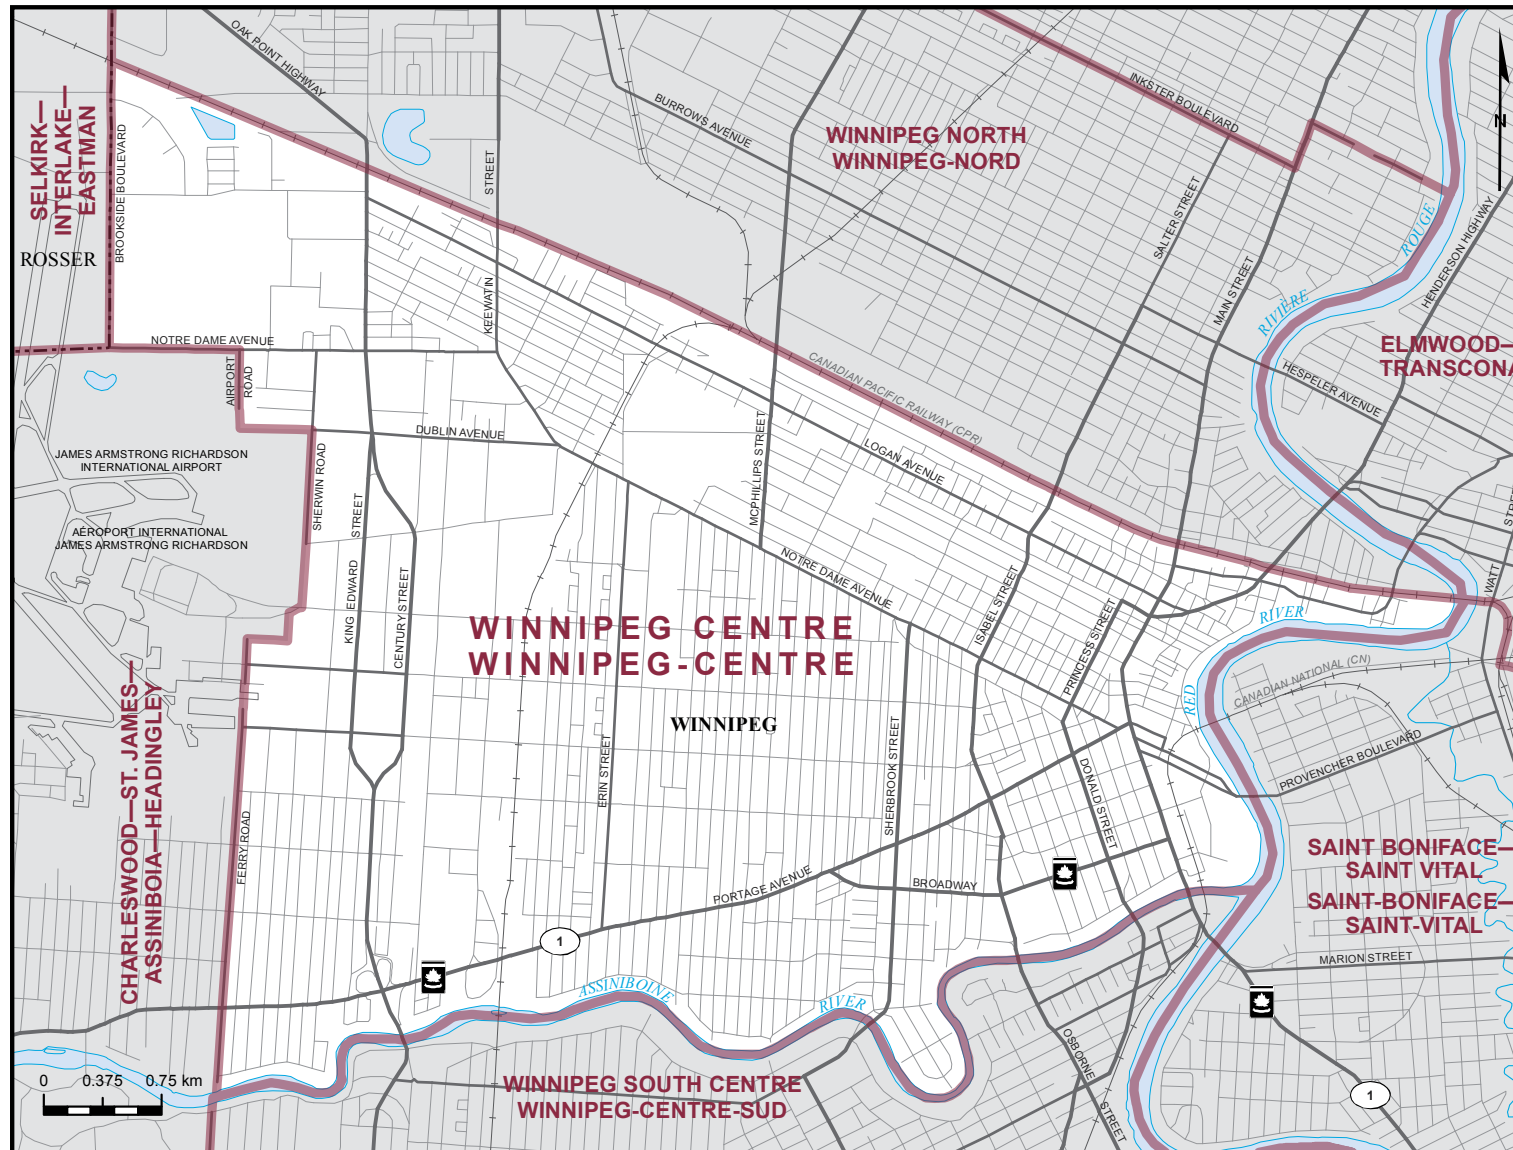 OAK POINT HIGHWAY
INKSTER BOULEVARD
BURROWS AVENUE
WINNIPEG NORTH
WINNIPEG-NORD
N
SELKIRK—
INTERLAKE—
EASTMAN
BROOKSIDE BOULEVARD
KEEWATIN
STREET
SALTER STREET
MAIN STREET
RIVIÈRE
ROUGE
HENDERSON HIGHWAY
ROSSER
NOTRE DAME AVENUE
AIRPORT
ROAD
CANADIAN PACIFIC RAILWAY (CPR)
HESPELER AVENUE
ELMWOOD—
TRANSCONA
DUBLIN AVENUE
LOGAN AVENUE
MCPHILLIPS STREET
JAMES ARMSTRONG RICHARDSON
INTERNATIONAL AIRPORT
AÉROPORT INTERNATIONAL
JAMES ARMSTRONG RICHARDSON
SHERWIN ROAD
KING EDWARD
STREET
CENTURY STREET
NOTRE DAME AVENUE
ISABEL STREET
PRINCESS STREET
WATT
STREET
WINNIPEG CENTRE
WINNIPEG-CENTRE
WINNIPEG
RED
RIVER
CANADIAN NATIONAL (CN)
PROVENCHER BOULEVARD
CHARLESWOOD—ST. JAMES—
ASSINIBOIA—HEADINGLEY
FERRY ROAD
ERIN STREET
SHERBROOK STREET
DONALD STREET
PORTAGE AVENUE
BROADWAY
SAINT BONIFACE—
SAINT VITAL
SAINT-BONIFACE—
SAINT-VITAL
1
MARION STREET
ASSINIBOINE
RIVER
OSBORNE
STREET
0 0.375 0.75 km
WINNIPEG SOUTH CENTRE
WINNIPEG-CENTRE-SUD
1